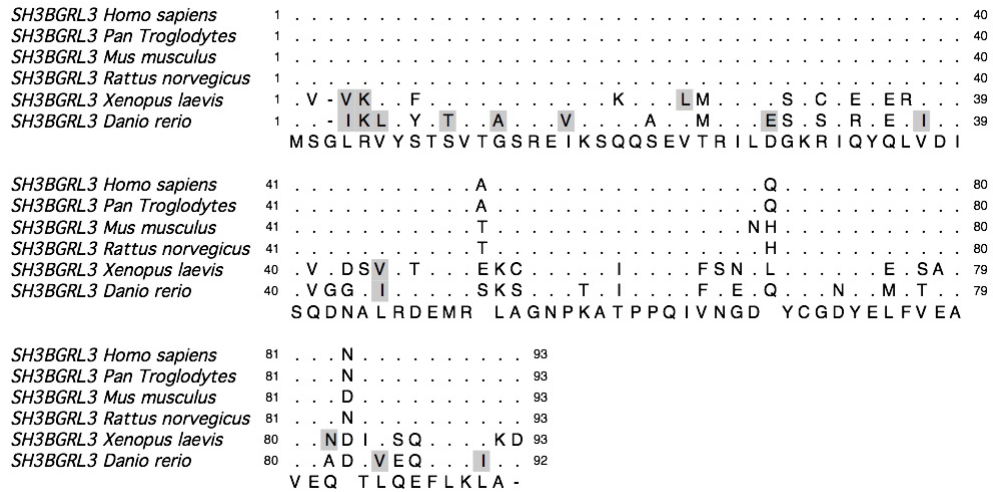 SH3BGRL3 Homo sapiens 1 . . . . . . . . . . . . . . . . . . . . . . . . . . . . . . . . . . . . . . . . 40
SH3BGRL3 Pan Troglodytes 1 . . . . . . . . . . . . . . . . . . . . . . . . . . . . . . . . . . . . . . . . 40
SH3BGRL3 Mus musculus 1 . . . . . . . . . . . . . . . . . . . . . . . . . . . . . . . . . . . . . . . . 40
SH3BGRL3 Rattus norvegicus 1 . . . . . . . . . . . . . . . . . . . . . . . . . . . . . . . . . . . . . . . . 40
SH3BGRL3 Xenopus laevis 1 . V - V K . . F . . . . . . . . . . . K . . . L M . . . . S . C . E . E R . . . 39
SH3BGRL3 Danio rerio 1 . . - I K L . Y . T . . A . . . V . . . . A . . M . . . E S . S . R . E . I . . 39
M S G L R V Y S T S V T G S R E I K S Q Q S E V T R I L D G K R I Q Y Q L V D I
SH3BGRL3 Homo sapiens 41 . . . . . . . . . . . A . . . . . . . . . . . . . . . . Q . . . . . . . . . . . 80
SH3BGRL3 Pan Troglodytes 41 . . . . . . . . . . . A . . . . . . . . . . . . . . . . Q . . . . . . . . . . . 80
SH3BGRL3 Mus musculus 41 . . . . . . . . . . . T . . . . . . . . . . . . . . . N H . . . . . . . . . . . 80
SH3BGRL3 Rattus norvegicus 41 . . . . . . . . . . . T . . . . . . . . . . . . . . . . H . . . . . . . . . . . 80
SH3BGRL3 Xenopus laevis 40 . V . D S V . T . . . E K C . . . . . I . . . . F S N . L . . . . . . E . S A . 79
SH3BGRL3 Danio rerio 40 . V G G . I . . . . . S K S . . . T . I . . . . F . E . Q . . . N . . M . T . . 79
S Q D N A L R D E M R L A G N P K A T P P Q I V N G D Y C G D Y E L F V E A
SH3BGRL3 Homo sapiens 81 . . . N . . . . . . . . . . 93
SH3BGRL3 Pan Troglodytes 81 . . . N . . . . . . . . . . 93
SH3BGRL3 Mus musculus 81 . . . D . . . . . . . . . . 93
SH3BGRL3 Rattus norvegicus 81 . . . N . . . . . . . . . . 93
SH3BGRL3 Xenopus laevis 80 . . N D I . S Q . . . . K D 93
SH3BGRL3 Danio rerio 80 . . A D . V E Q . . . I . . 92
V E Q T L Q E F L K L A -